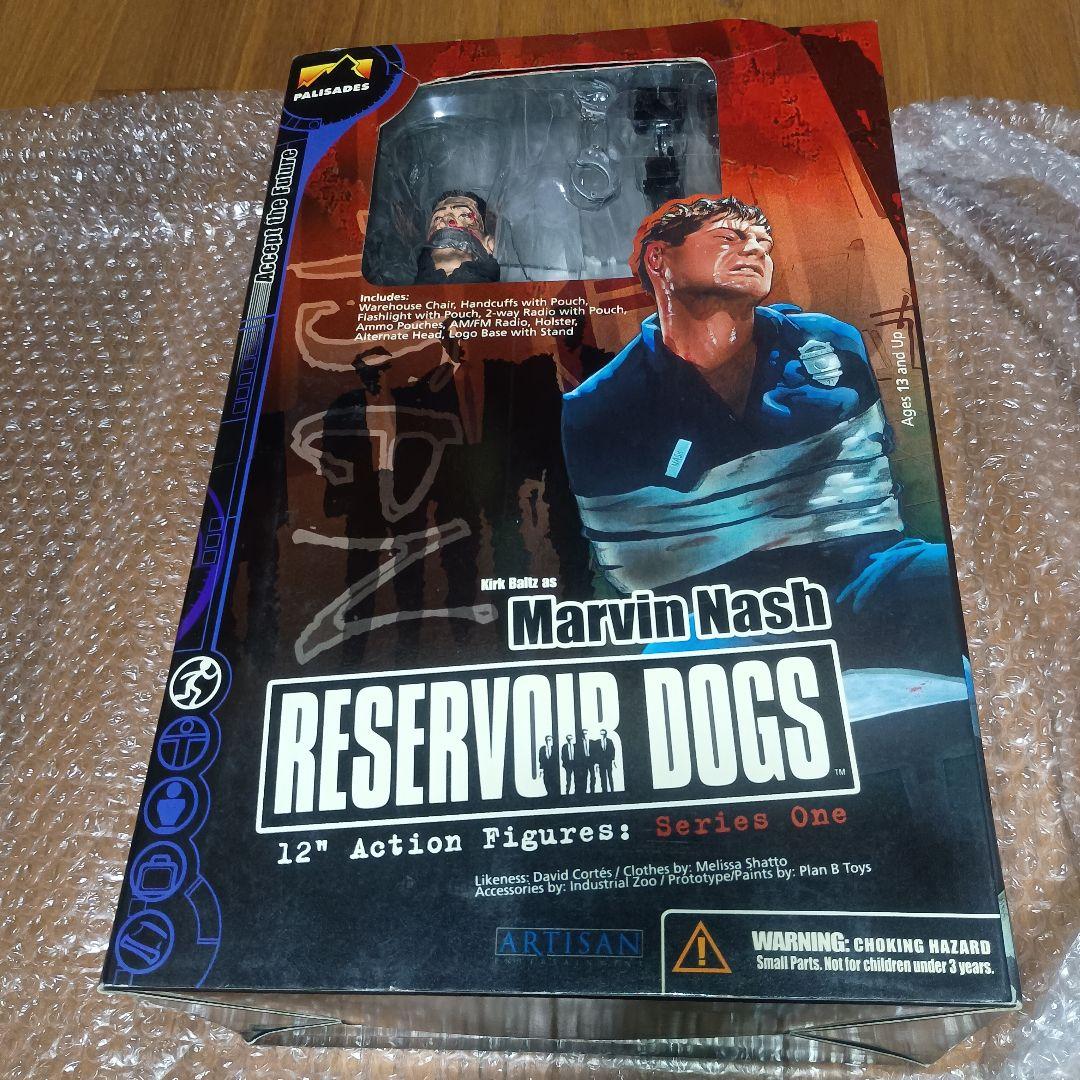 PALISADES
Accept the Future
Includes:
Warehouse Chair, Handcuffs with Pouch,
Flashlight with Pouch, 2-way Radio with Pouch,
Ammo Pouches, AM/FM Radio, Holster,
Alternate Head, Logo Base with Stand
Ages 13 and Up
NASH
Kirk Baltz as
Marvin Nash
RESERVOIR DOGS™
12" Action Figures: Series One
Likeness: David Cortés / Clothes by: Melissa Shatto
Accessories by: Industrial Zoo / Prototype/Paints by: Plan B Toys
ARTISAN
WARNING: CHOKING HAZARD
Small Parts. Not for children under 3 years.